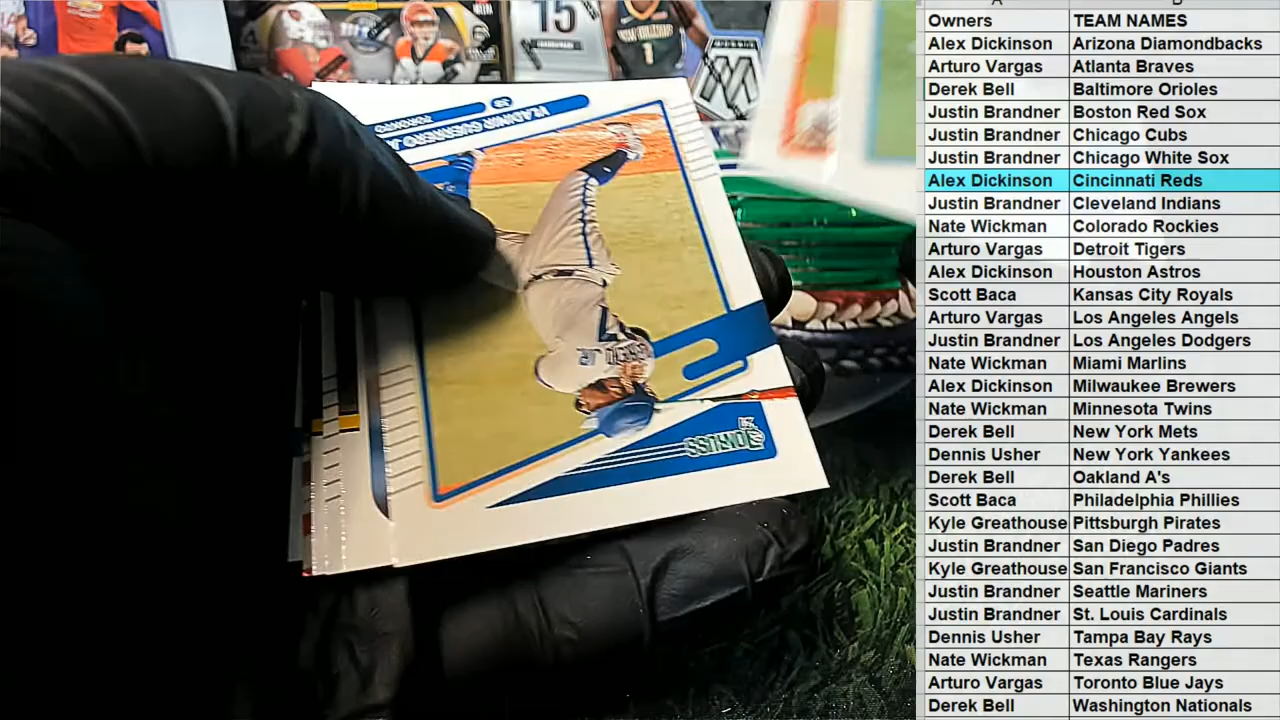 15
1
VLADIMIR GUERRERO JR.
TORONTO
DONRUSS
Owners TEAM NAMES
Alex Dickinson Arizona Diamondbacks
Arturo Vargas Atlanta Braves
Derek Bell Baltimore Orioles
Justin Brandner Boston Red Sox
Justin Brandner Chicago Cubs
Justin Brandner Chicago White Sox
Alex Dickinson Cincinnati Reds
Justin Brandner Cleveland Indians
Nate Wickman Colorado Rockies
Arturo Vargas Detroit Tigers
Alex Dickinson Houston Astros
Scott Baca Kansas City Royals
Arturo Vargas Los Angeles Angels
Justin Brandner Los Angeles Dodgers
Nate Wickman Miami Marlins
Alex Dickinson Milwaukee Brewers
Nate Wickman Minnesota Twins
Derek Bell New York Mets
Dennis Usher New York Yankees
Derek Bell Oakland A's
Scott Baca Philadelphia Phillies
Kyle Greathouse Pittsburgh Pirates
Justin Brandner San Diego Padres
Kyle Greathouse San Francisco Giants
Justin Brandner Seattle Mariners
Justin Brandner St. Louis Cardinals
Dennis Usher Tampa Bay Rays
Nate Wickman Texas Rangers
Arturo Vargas Toronto Blue Jays
Derek Bell Washington Nationals